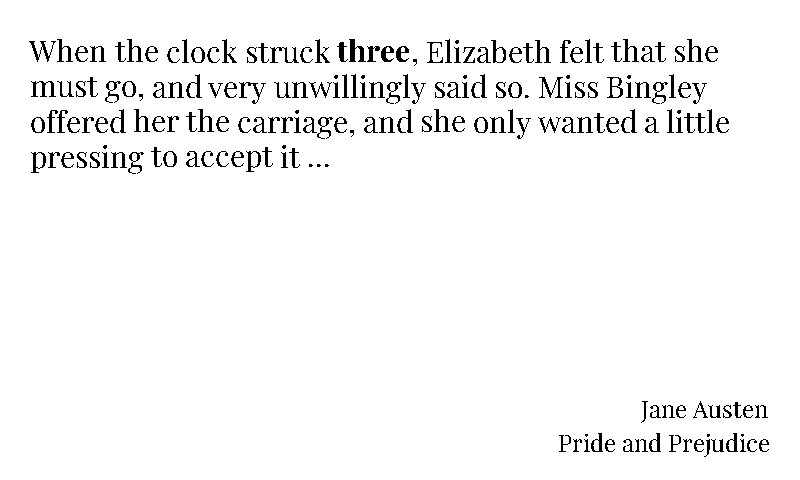 When the clock struck three, Elizabeth felt that she
must go, and very unwillingly said so. Miss Bingley
offered her the carriage, and she only wanted a little
pressing to accept it ...
Jane Austen
Pride and Prejudice